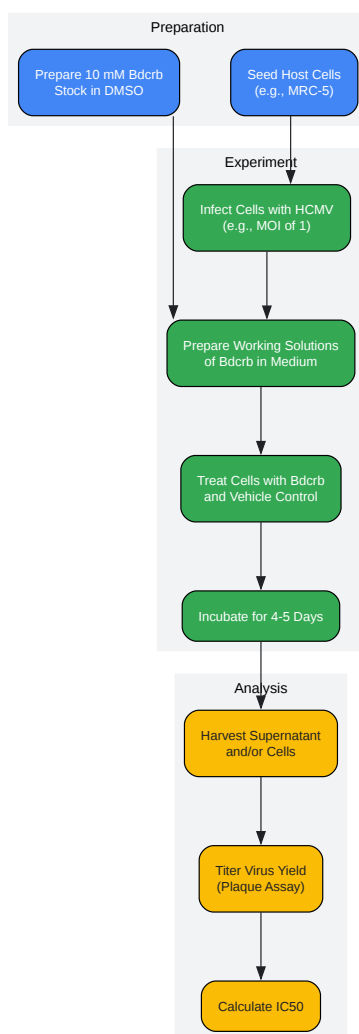 Preparation
Prepare 10 mM Bdcrb
Stock in DMSO
Seed Host Cells
(e.g., MRC-5)
Experiment
Infect Cells with HCMV
(e.g., MOI of 1)
Prepare Working Solutions
of Bdcrb in Medium
Treat Cells with Bdcrb
and Vehicle Control
Incubate for 4-5 Days
Analysis
Harvest Supernatant
and/or Cells
Titer Virus Yield
(Plaque Assay)
Calculate IC50